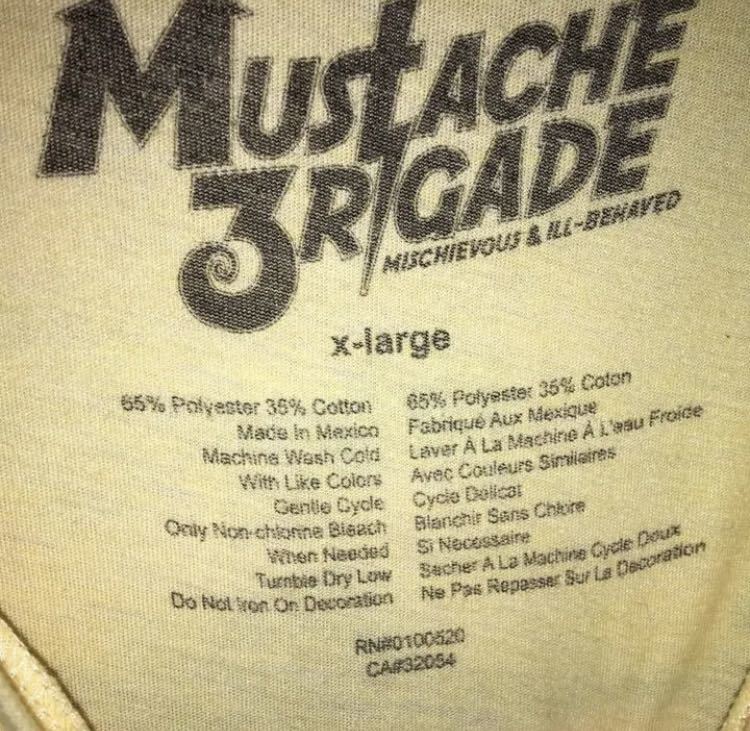 MUSTACHE
BRIGADE
MISCHIEVOUS & ILL-BEHAVED
x-large
65% Polyester 35% Cotton
Made In Mexico
Machine Wash Cold
With Like Colors
Gentle Cycle
Only Non-chlorine Bleach
When Needed
Tumble Dry Low
Do Not Iron On Decoration
65% Polyester 35% Coton
Fabriqué Aux Mexique
Laver À La Machine À L'eau Froide
Avec Couleurs Similaires
Cycle Délicat
Blanchir Sans Chlore
Si Necessaire
Sécher A La Machine Cycle Doux
Ne Pas Repasser Sur La Decoration
RN#0100520
CA#32054